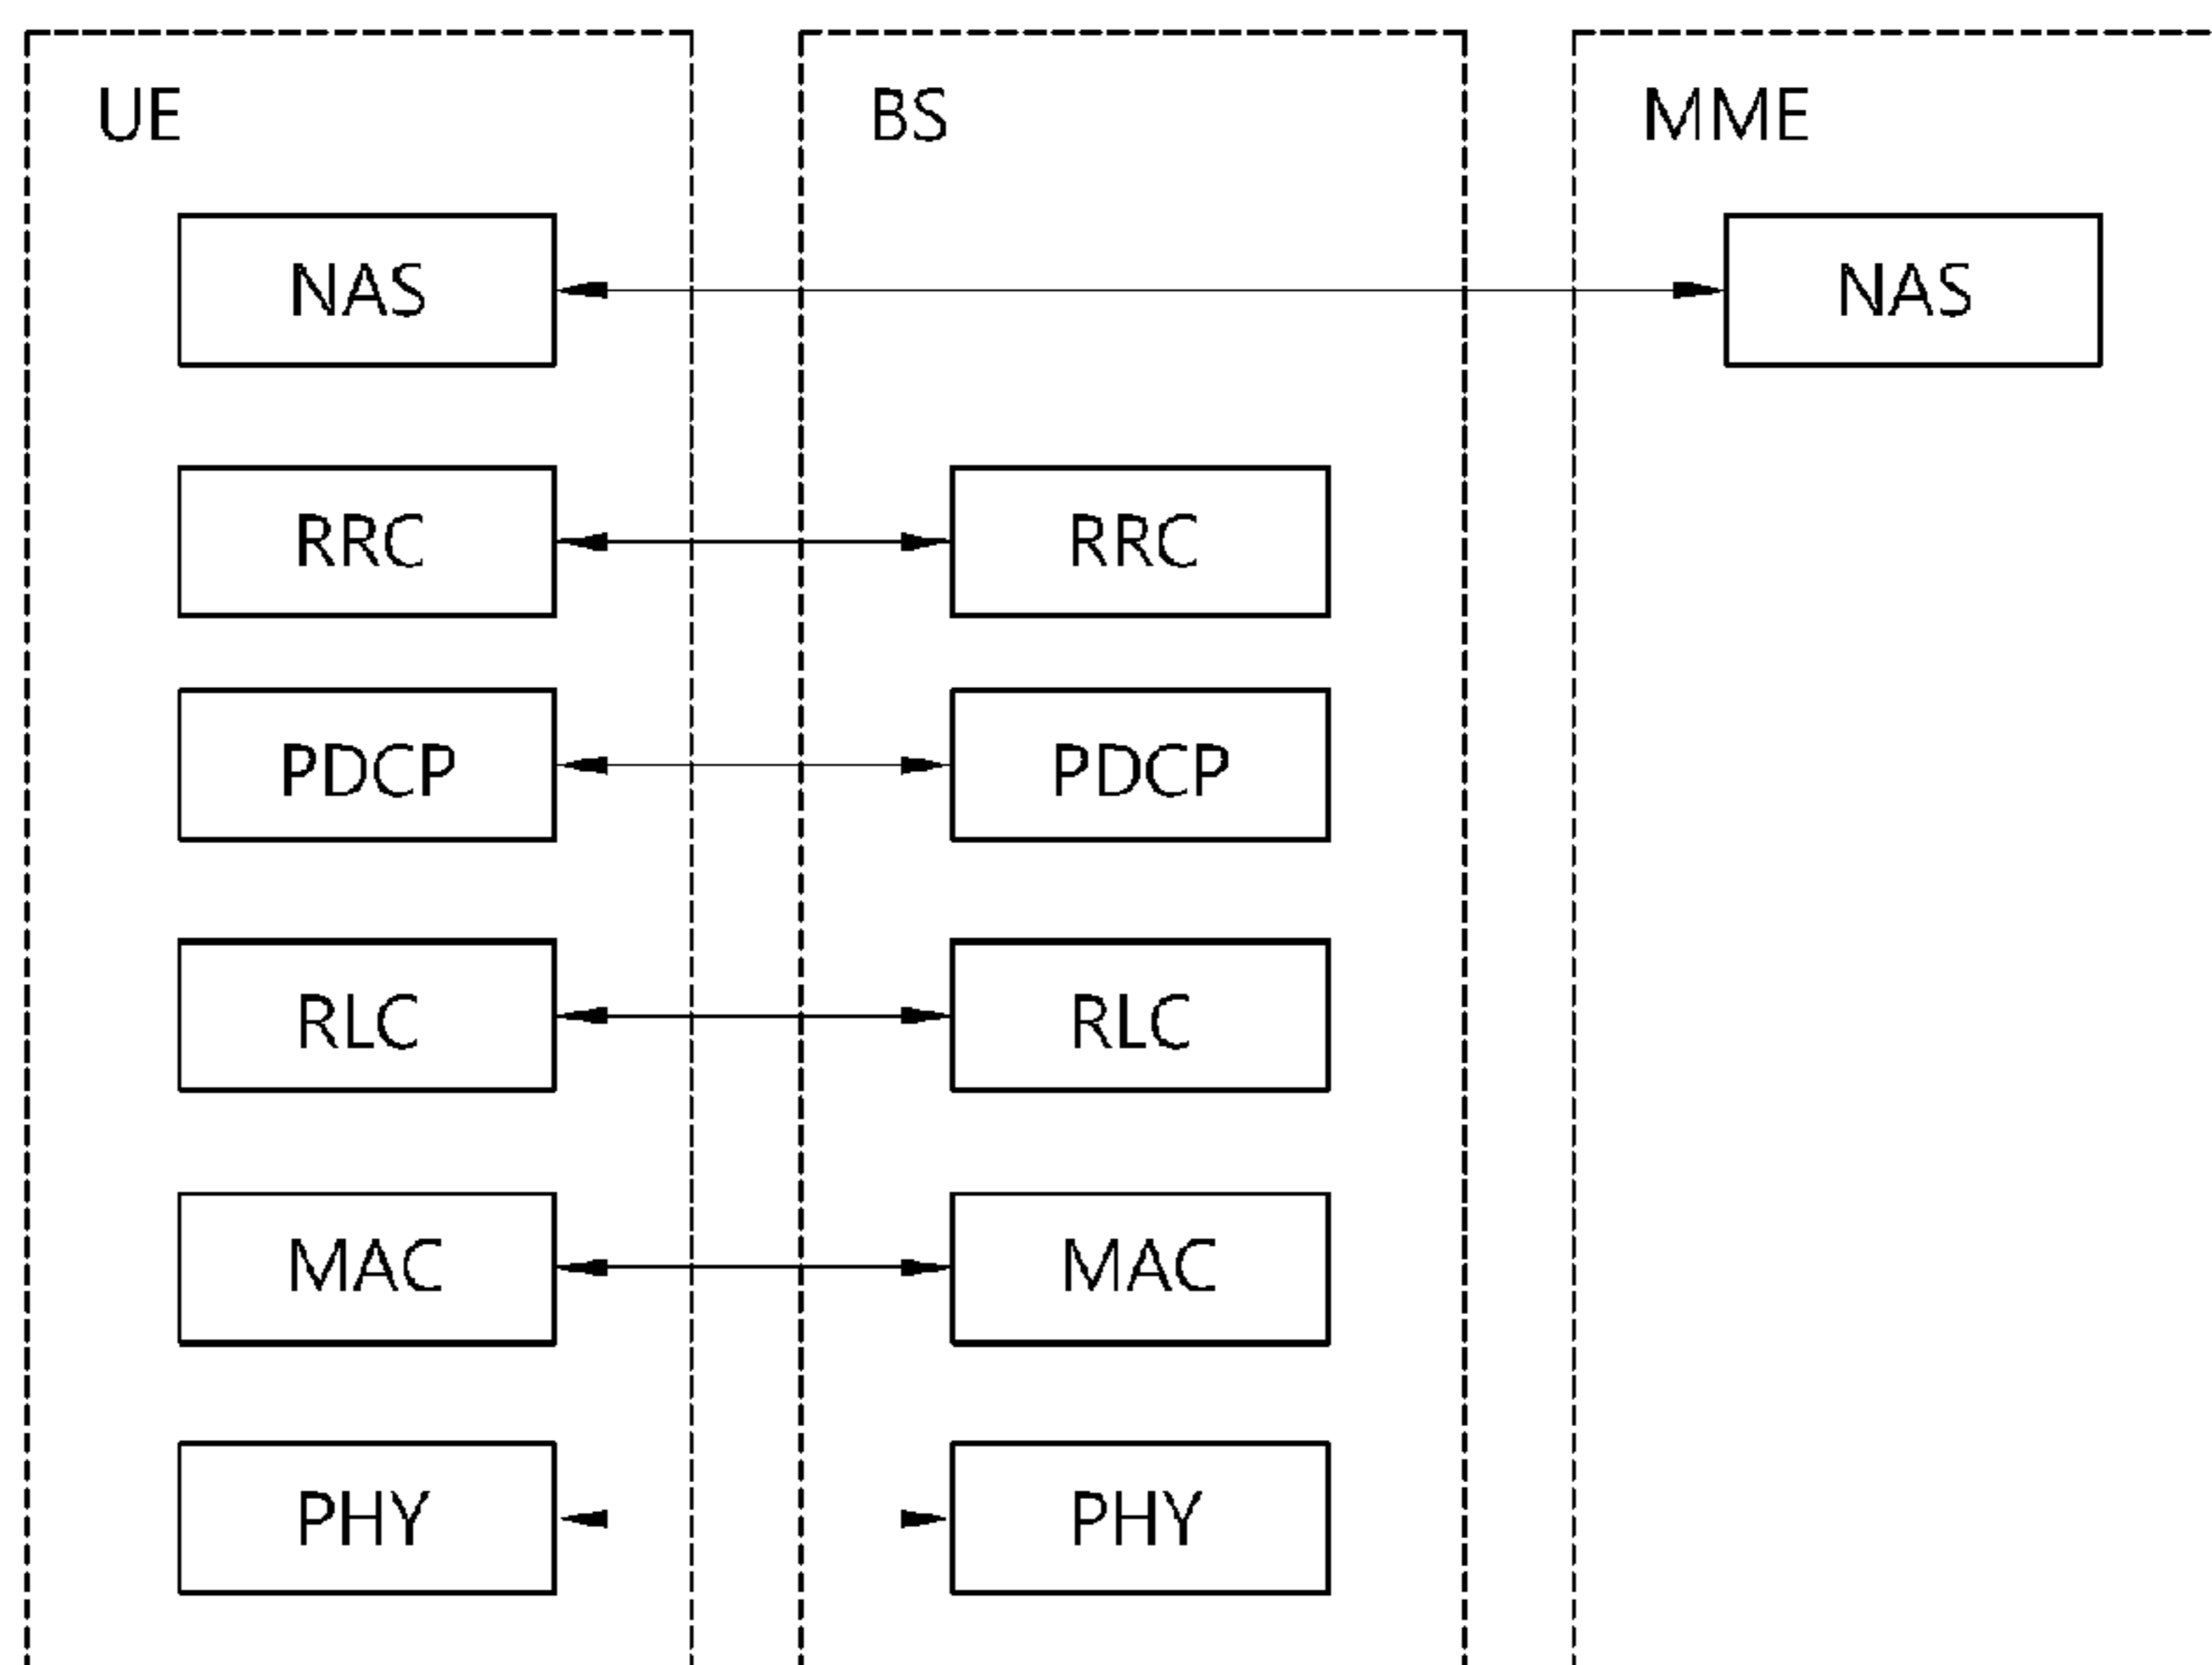 UE BS MME
NAS NAS
RRC RRC
PDCP PDCP
RLC RLC
MAC MAC
PHY PHY